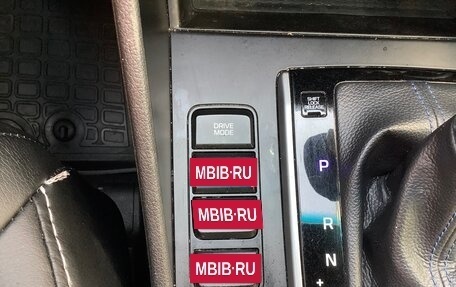 SHIFT
LOCK
RELEASE
DRIVE
MODE
P
MBIB·RU
MBIB·RU
R
N
MBIB·RU
+